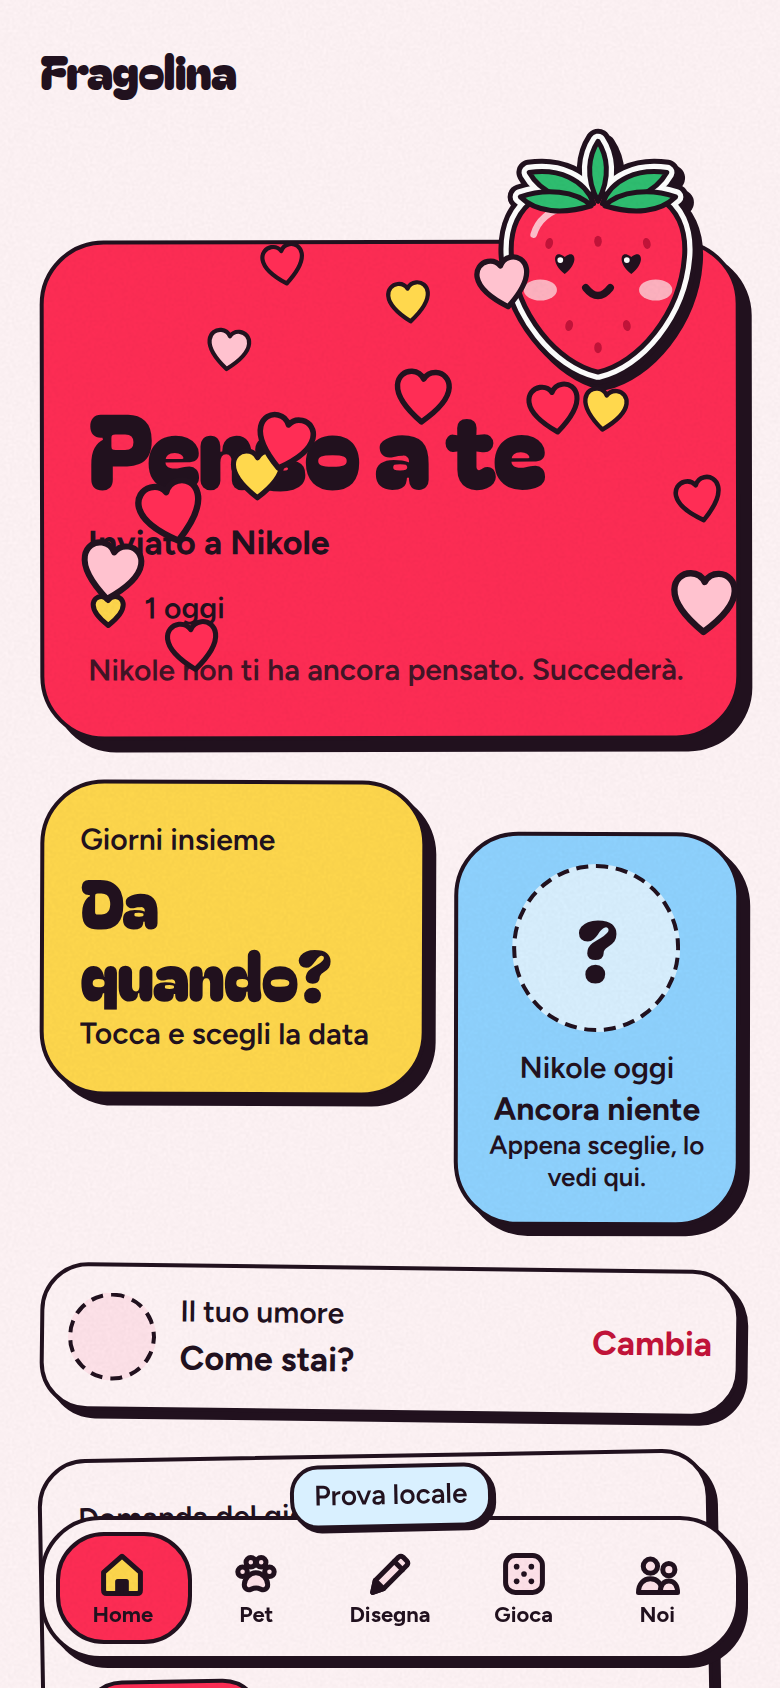 Fragolina
Penso a te
Inviato a Nikole
1 oggi
Nikole non ti ha ancora pensato. Succederà.
Giorni insieme
Da
quando?
Tocca e scegli la data
?
Nikole oggi
Ancora niente
Appena sceglie, lo
vedi qui.
Il tuo umore
Come stai?
Cambia
Prova locale
Domanda del
Home
Pet
Disegna
Gioca
Noi